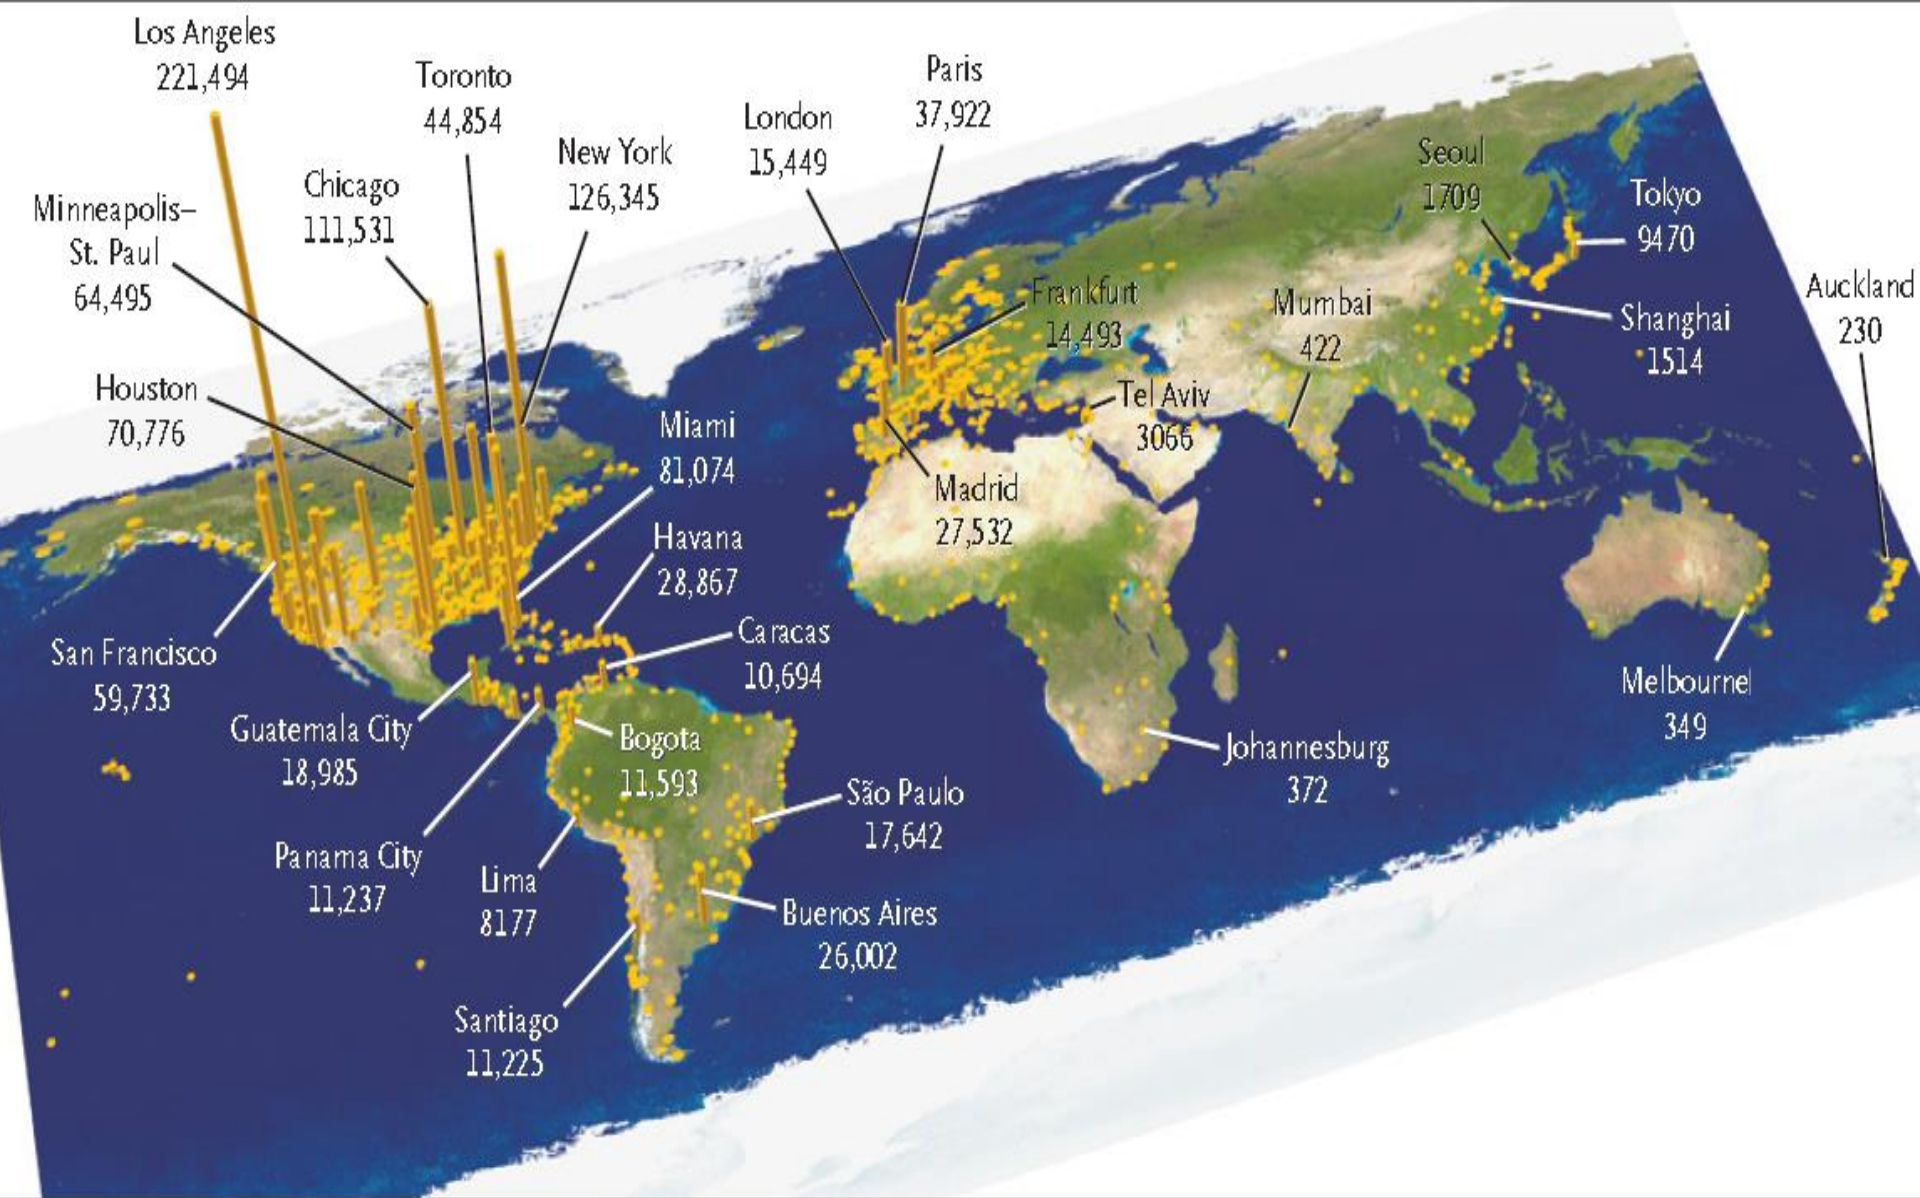 Los Angeles
221,494
Toronto
44,854
Paris
37,922
London
15,449
New York
126,345
Chicago
111,531
Minneapolis–
St. Paul
64,495
Seoul
1709
Tokyo
9470
Auckland
230
Frankfurt
14,493
Mumbai
422
Shanghai
1514
Houston
70,776
Tel Aviv
3066
Miami
81,074
Madrid
27,532
Havana
28,867
Caracas
10,694
San Francisco
59,733
Guatemala City
18,985
Bogota
11,593
Melbourne
349
Johannesburg
372
São Paulo
17,642
Panama City
11,237
Lima
8177
Buenos Aires
26,002
Santiago
11,225